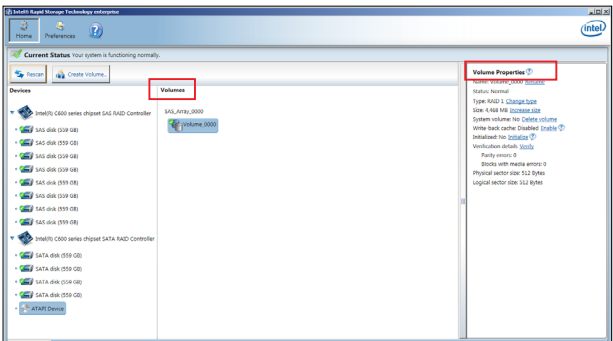 Intel® Rapid Storage Technology enterprise
Home
Preferences
intel
Current Status Your system is functioning normally.
Rescan
Create Volume...
Devices
Intel(R) C600 series chipset SAS RAID Controller
SAS disk (559 GB)
SAS disk (559 GB)
SAS disk (559 GB)
SAS disk (559 GB)
SAS disk (559 GB)
SAS disk (559 GB)
SAS disk (559 GB)
SAS disk (559 GB)
Intel(R) C600 series chipset SATA RAID Controller
SATA disk (559 GB)
SATA disk (559 GB)
SATA disk (559 GB)
SATA disk (559 GB)
ATAPI Device
Volumes
SAS_Array_0000
Volume_0000
Volume Properties
Name: Volume_0000 Rename
Status: Normal
Type: RAID 1 Change type
Size: 4,468 MB Increase size
System volume: No Delete volume
Write-back cache: Disabled Enable
Initialized: No Initialize
Verification details Verify
Parity errors: 0
Blocks with media errors: 0
Physical sector size: 512 Bytes
Logical sector size: 512 Bytes